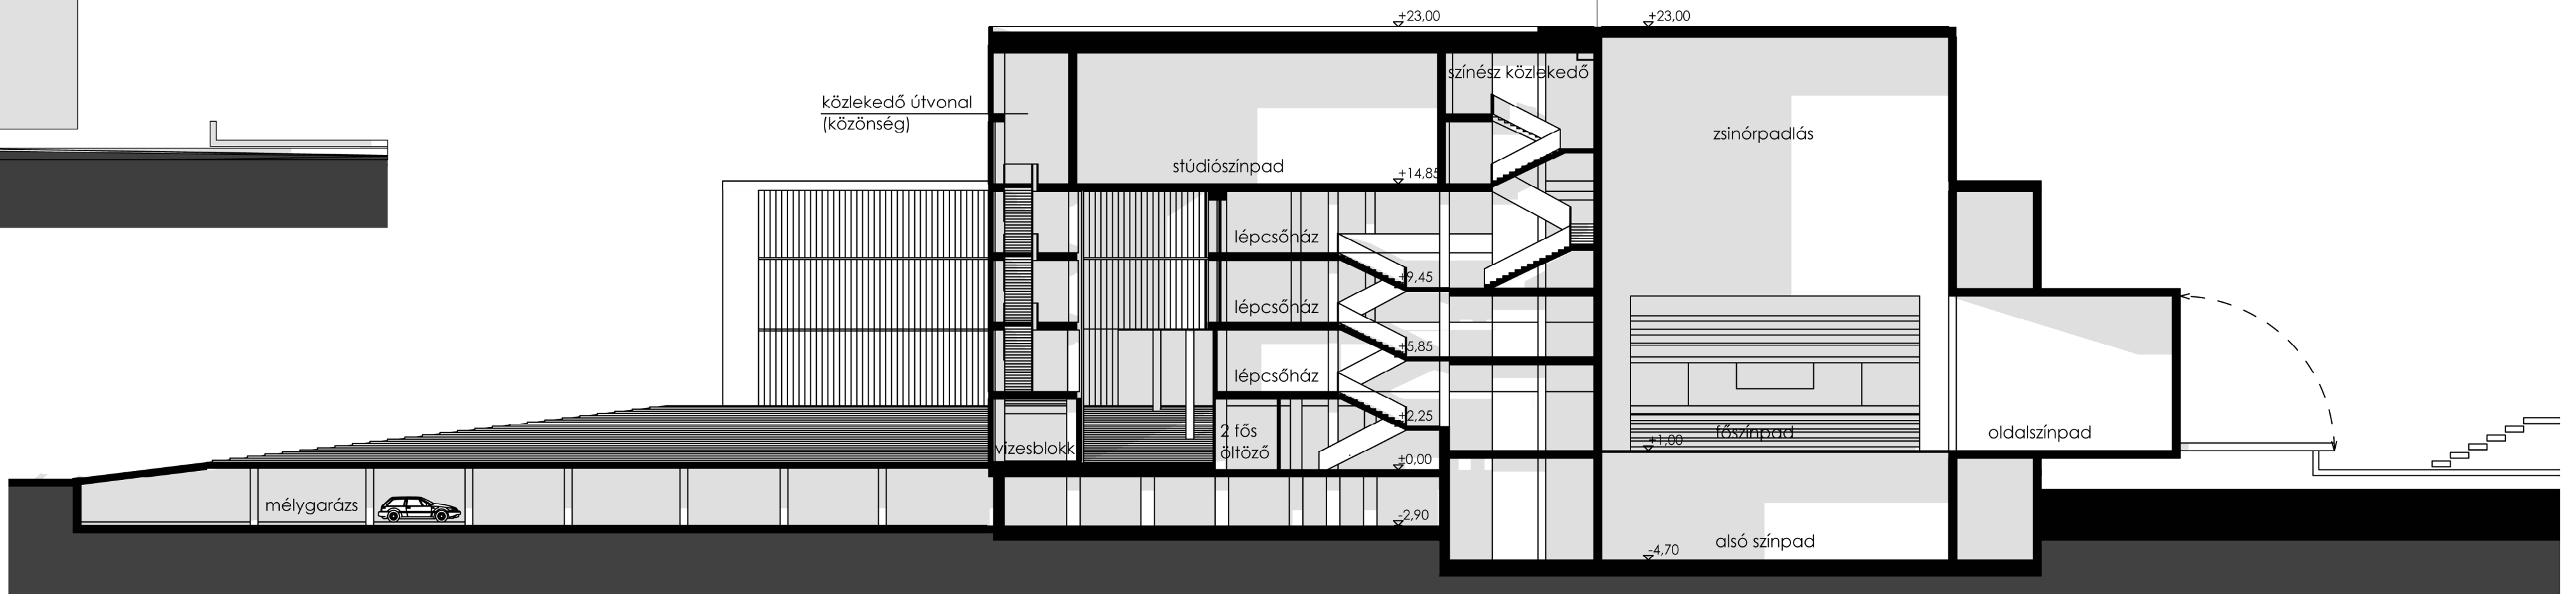 +23,00
+23,00
színész közlekedő
közlekedő útvonal
(közönség)
zsinórpadlás
stúdiószínpad
+14,85
lépcsőház
+9,45
lépcsőház
+5,85
lépcsőház
+2,25
2 fős
öltöző
vizesblokk
főszínpad
+1,00
oldalszínpad
+0,00
mélygarázs
-2,90
alsó színpad
-4,70